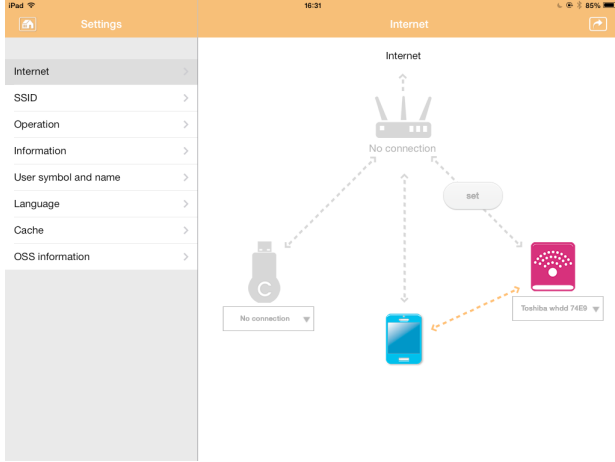 iPad 16:31 85%
Settings
Internet
Internet
SSID
Operation
Information
User symbol and name
Language
Cache
OSS information
Internet
No connection
set
C
No connection
Toshiba whdd 74E9